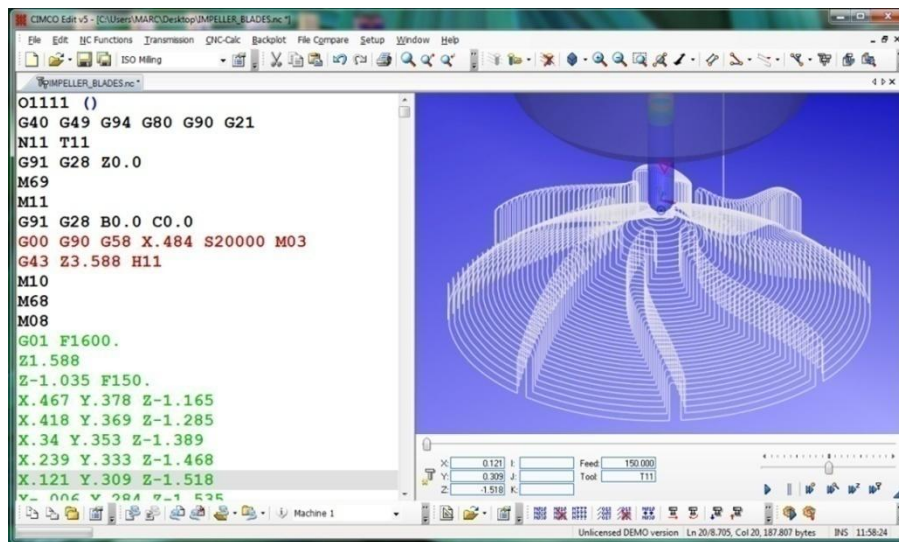 CIMCO Edit v5 - [C:\Users\MARC\Desktop\IMPELLER_BLADES.nc *]
File Edit NC Functions Transmission CNC-Calc Backplot File Compare Setup Window Help
ISO Milling
IMPELLER_BLADES.nc *
O1111 ()
G40 G49 G94 G80 G90 G21
N11 T11
G91 G28 Z0.0
M69
M11
G91 G28 B0.0 C0.0
G00 G90 G58 X.484 S20000 M03
G43 Z3.588 H11
M10
M68
M08
G01 F1600.
Z1.588
Z-1.035 F150.
X.467 Y.378 Z-1.165
X.418 Y.369 Z-1.285
X.34 Y.353 Z-1.389
X.239 Y.333 Z-1.468
X.121 Y.309 Z-1.518
Y-.006 Y.284 Z-1.535
X: 0.121 I: Feed: 150.000
Y: 0.309 J: Tool: T11
Z: -1.518 K:
Machine 1
Unlicensed DEMO version Ln 20/8.705, Col 20, 187.807 bytes INS 11:58:24